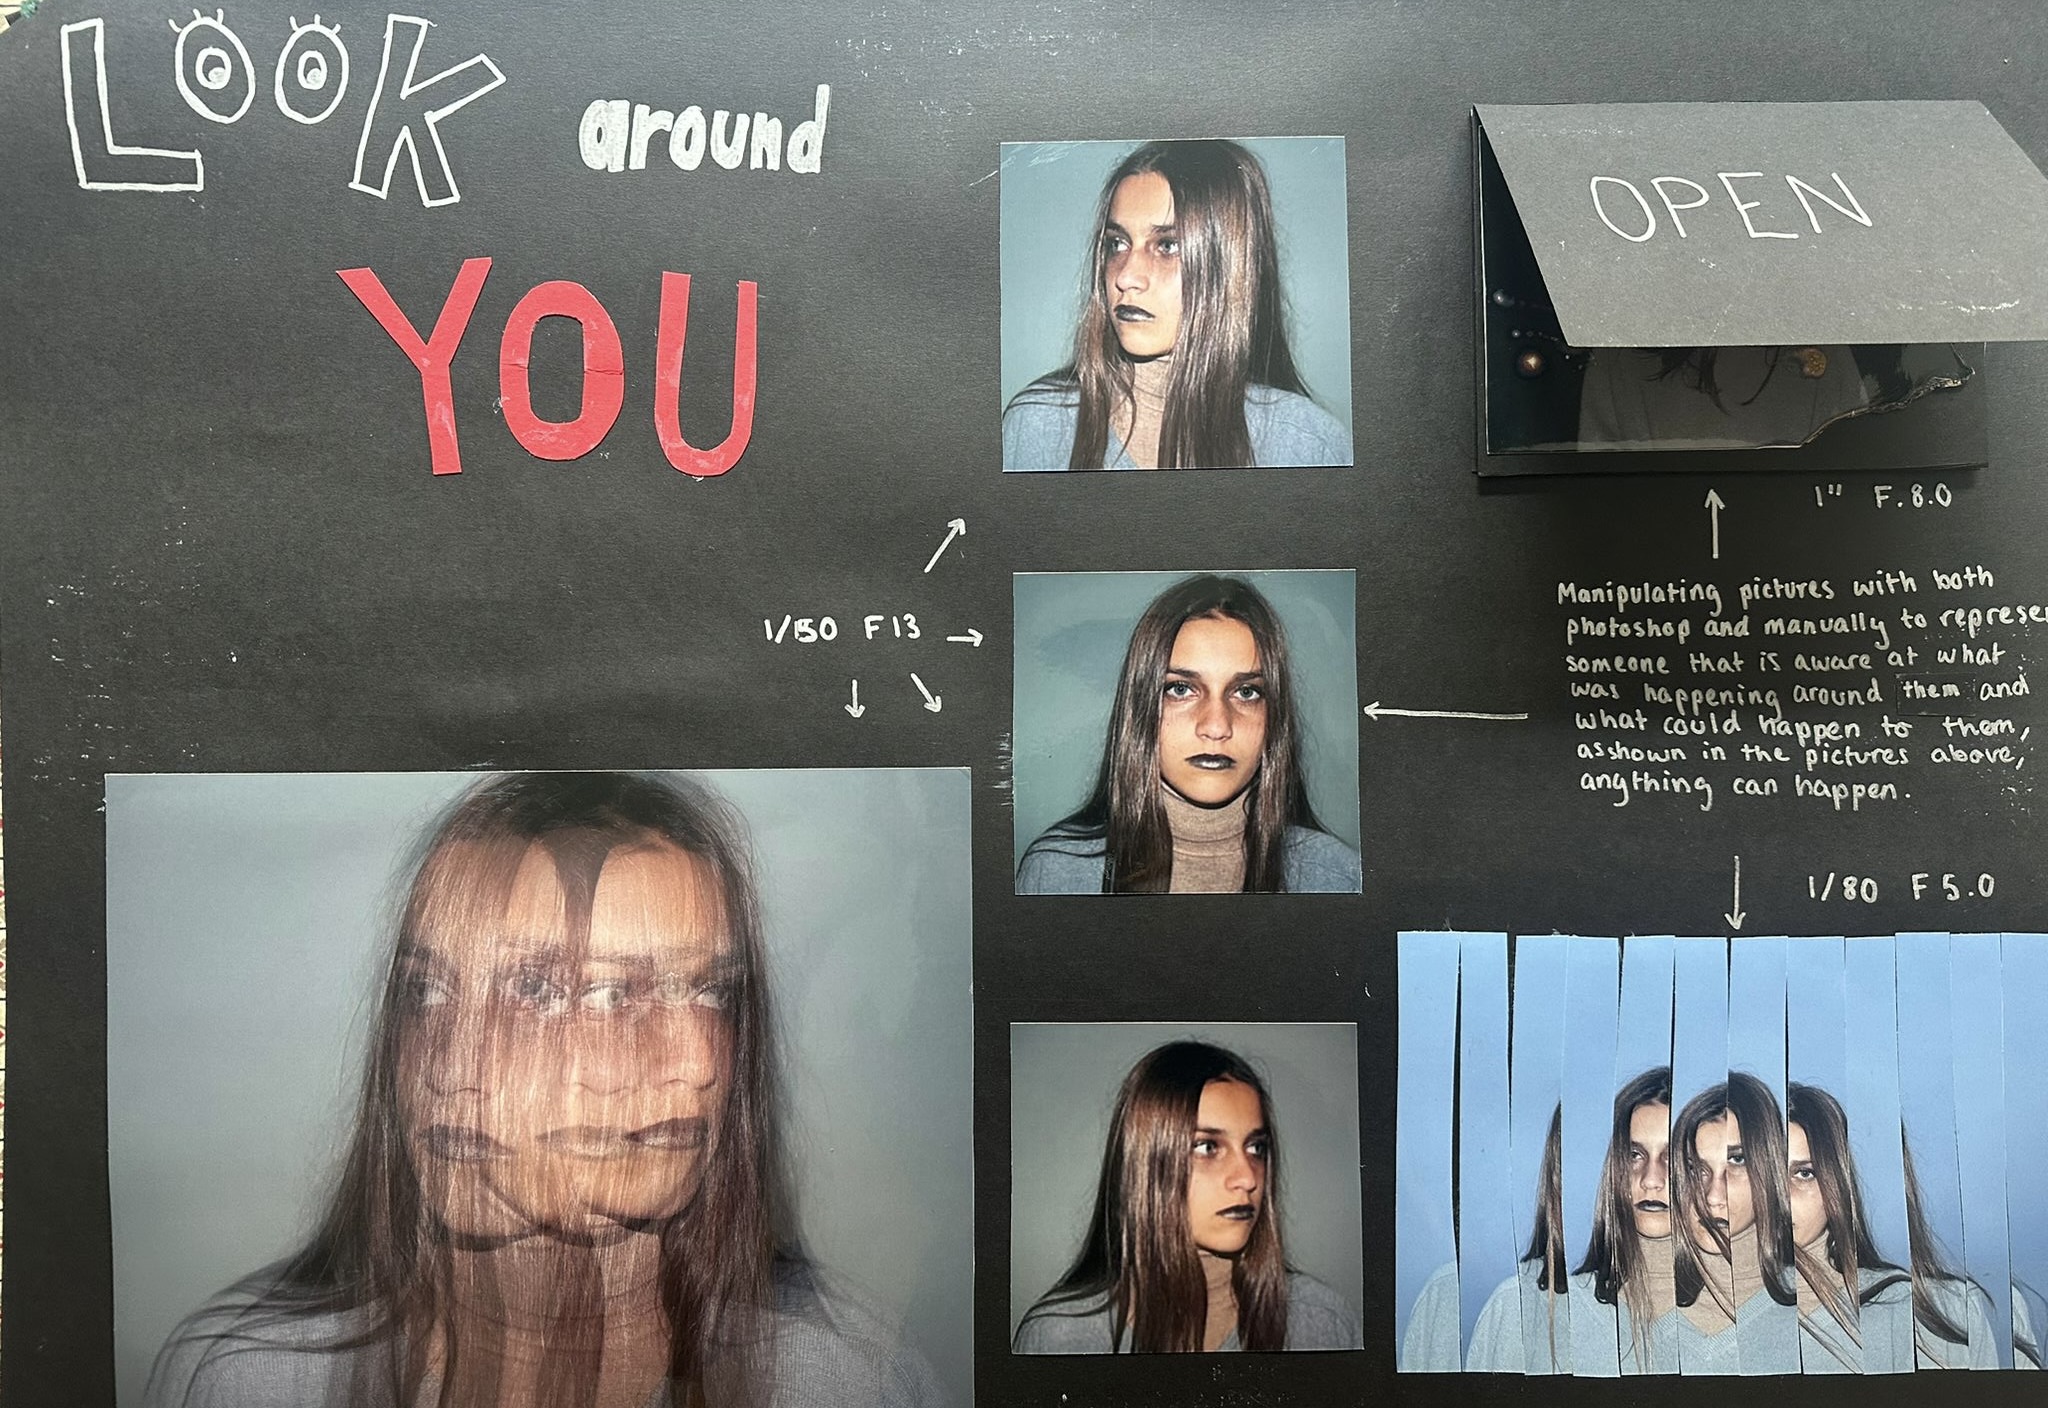 LOOK around
YOU
OPEN
1" F.8.0
1/150 F13
Manipulating pictures with both
photoshop and manually to represe
someone that is aware at what
was happening around them and
what could happen to them,
asshown in the pictures above,
anything can happen.
1/80 F5.0